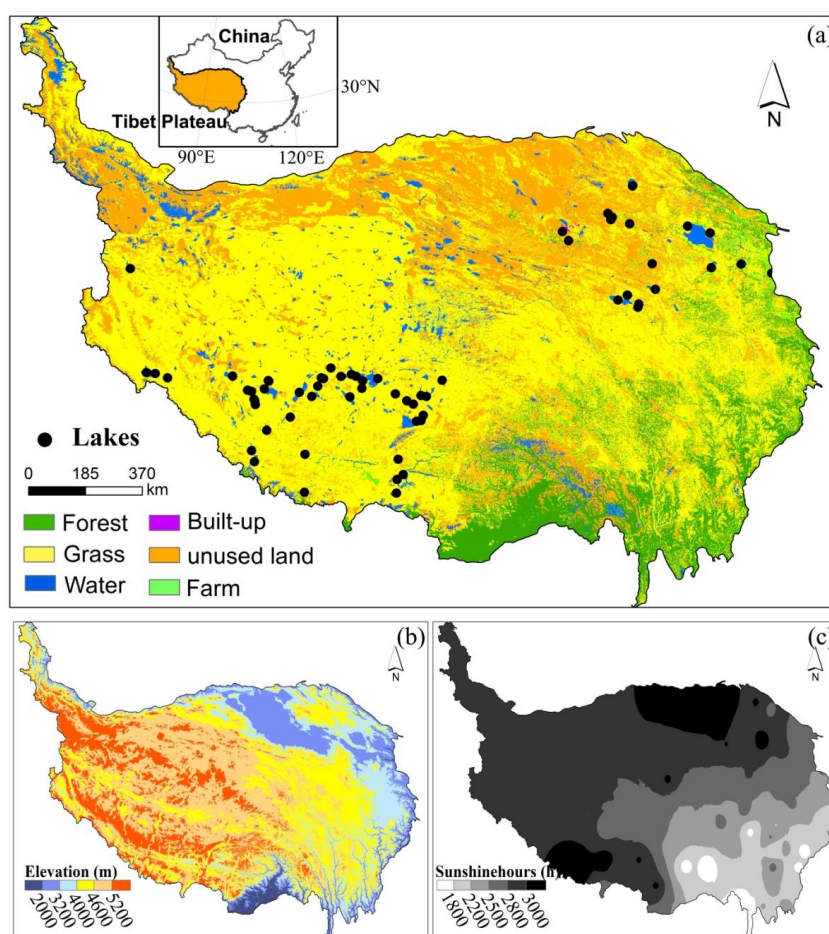 (a)
China
30°N
Tibet Plateau
90°E
120°E
N
Lakes
0 185 370
km
Forest
Built-up
Grass
unused land
Water
Farm
(b)
N
Elevation (m)
2000
3200
4000
4600
5200
(c)
N
Sunshinehours (h)
1800
2200
2500
2800
3000